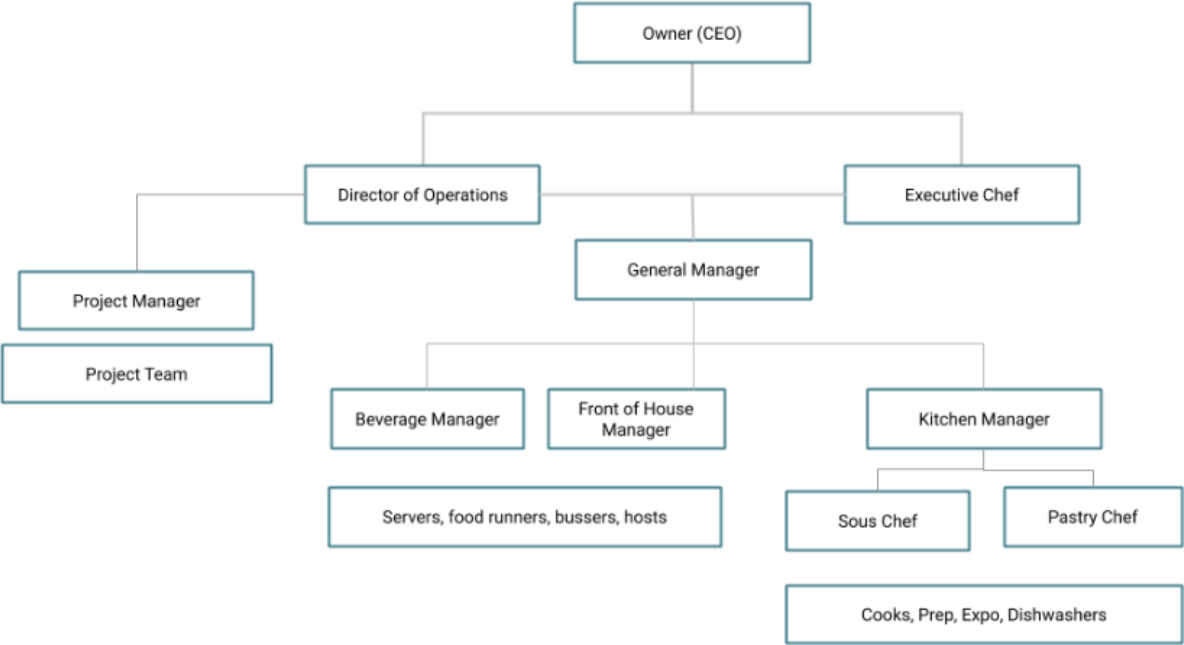 Owner (CEO)
Director of Operations
Executive Chef
General Manager
Project Manager
Project Team
Beverage Manager
Front of House
Manager
Kitchen Manager
Servers, food runners, bussers, hosts
Sous Chef
Pastry Chef
Cooks, Prep, Expo, Dishwashers